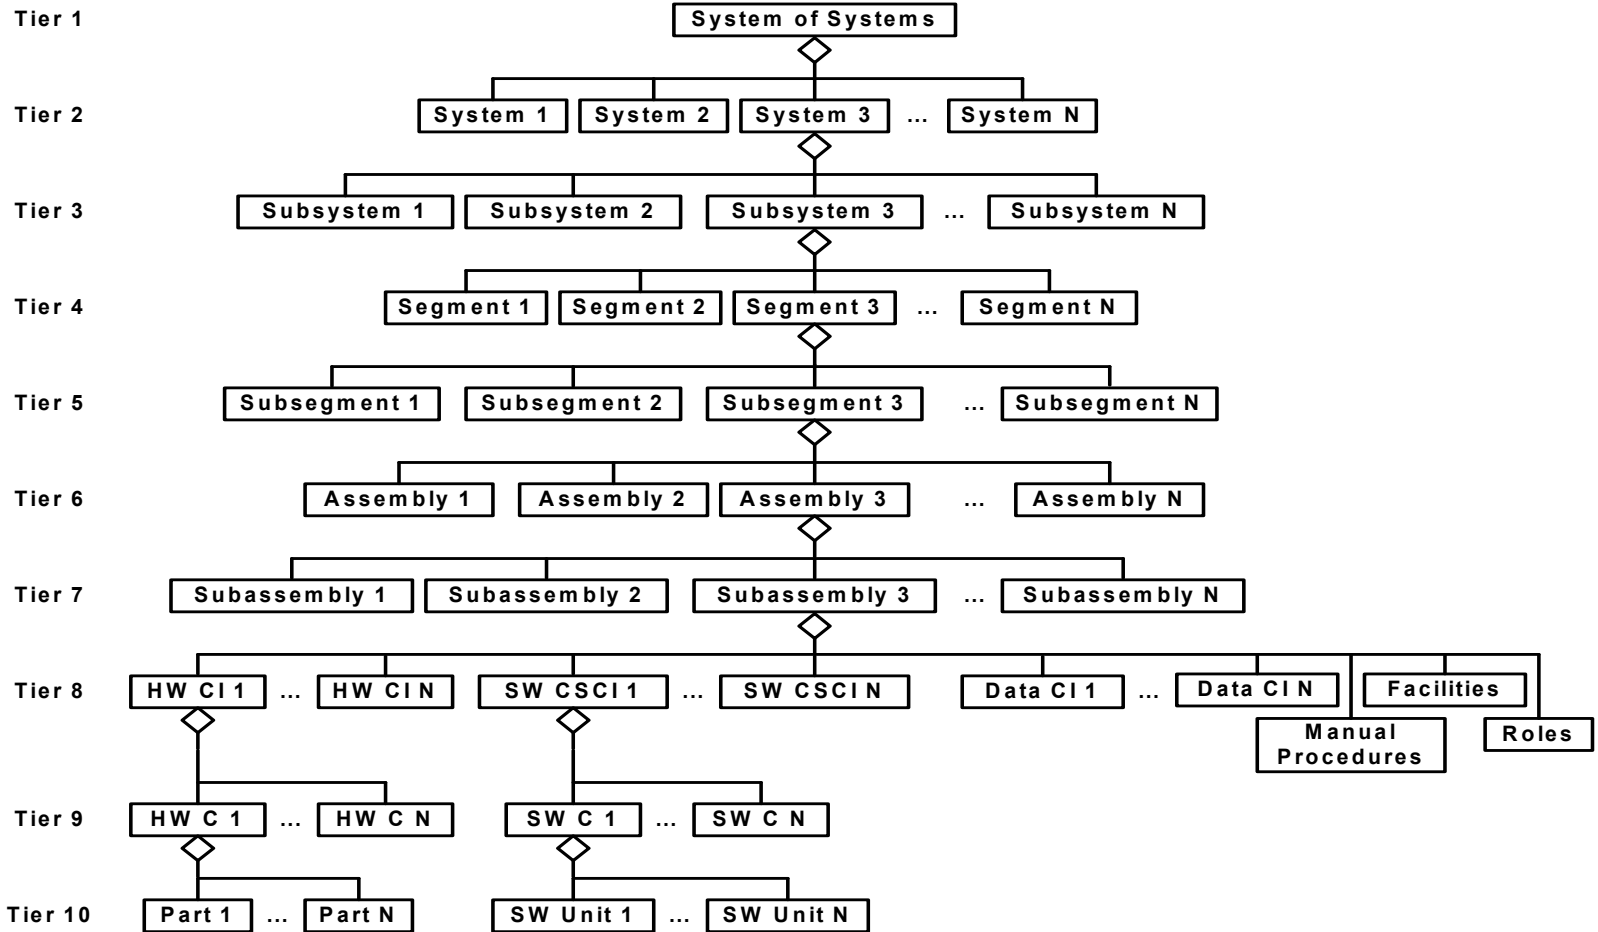 Tier 1 System of Systems
Tier 2 System 1 System 2 System 3 ... System N
Tier 3 Subsystem 1 Subsystem 2 Subsystem 3 ... Subsystem N
Tier 4 Segment 1 Segment 2 Segment 3 ... Segment N
Tier 5 Subsegment 1 Subsegment 2 Subsegment 3 ... Subsegment N
Tier 6 Assembly 1 Assembly 2 Assembly 3 ... Assembly N
Tier 7 Subassembly 1 Subassembly 2 Subassembly 3 ... Subassembly N
Tier 8 HW CI 1 ... HW CI N SW CSCI 1 ... SW CSCI N Data CI 1 ... Data CI N Facilities
Manual Roles
Procedures
Tier 9 HW C 1 ... HW C N SW C 1 ... SW C N
Tier 10 Part 1 ... Part N SW Unit 1 ... SW Unit N